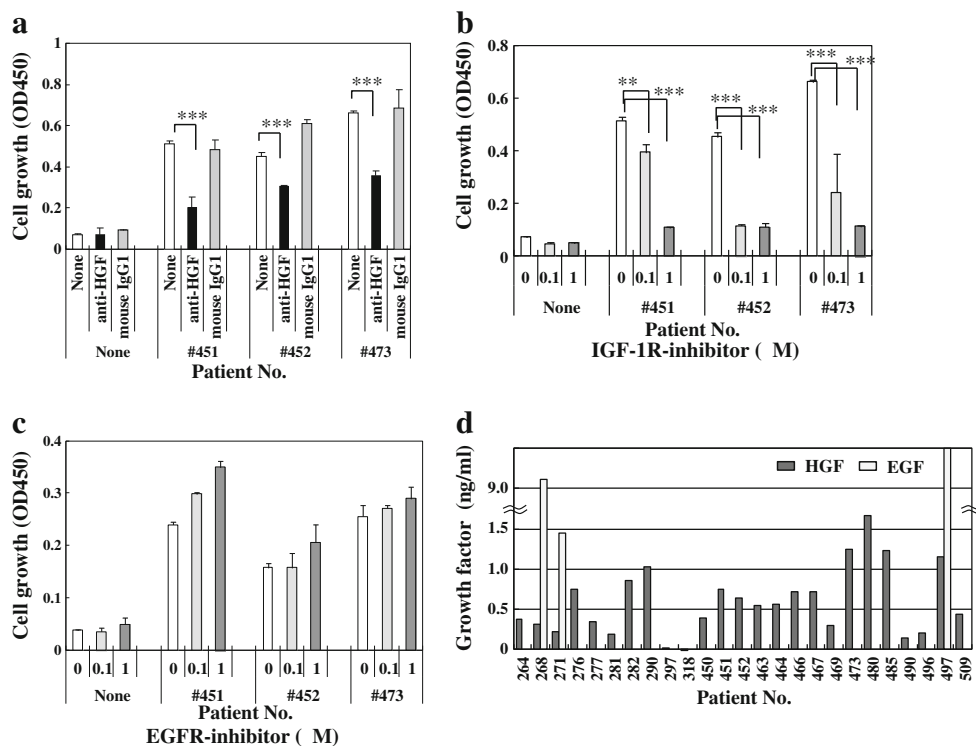 a
Cell growth (OD450)
1
0.8
0.6
0.4
0.2
0
***
***
***
None
anti-HGF
mouse IgG1
None
anti-HGF
mouse IgG1
None
anti-HGF
mouse IgG1
None
anti-HGF
mouse IgG1
None #451 #452 #473
Patient No.
b
Cell growth (OD450)
0.8
0.6
0.4
0.2
0
** ***
*** ***
*** ***
0 0.1 1 0 0.1 1 0 0.1 1 0 0.1 1
None #451 #452 #473
Patient No.
IGF-1R-inhibitor ( M)
c
Cell growth (OD450)
0.4
0.3
0.2
0.1
0
0 0.1 1 0 0.1 1 0 0.1 1 0 0.1 1
None #451 #452 #473
Patient No.
EGFR-inhibitor ( M)
d
Growth factor (ng/ml)
HGF EGF
9.0
1.5
1.0
0.5
0
264 268 271 276 277 281 282 290 297 318 450 451 452 463 464 466 467 469 473 480 485 490 496 497 509
Patient No.